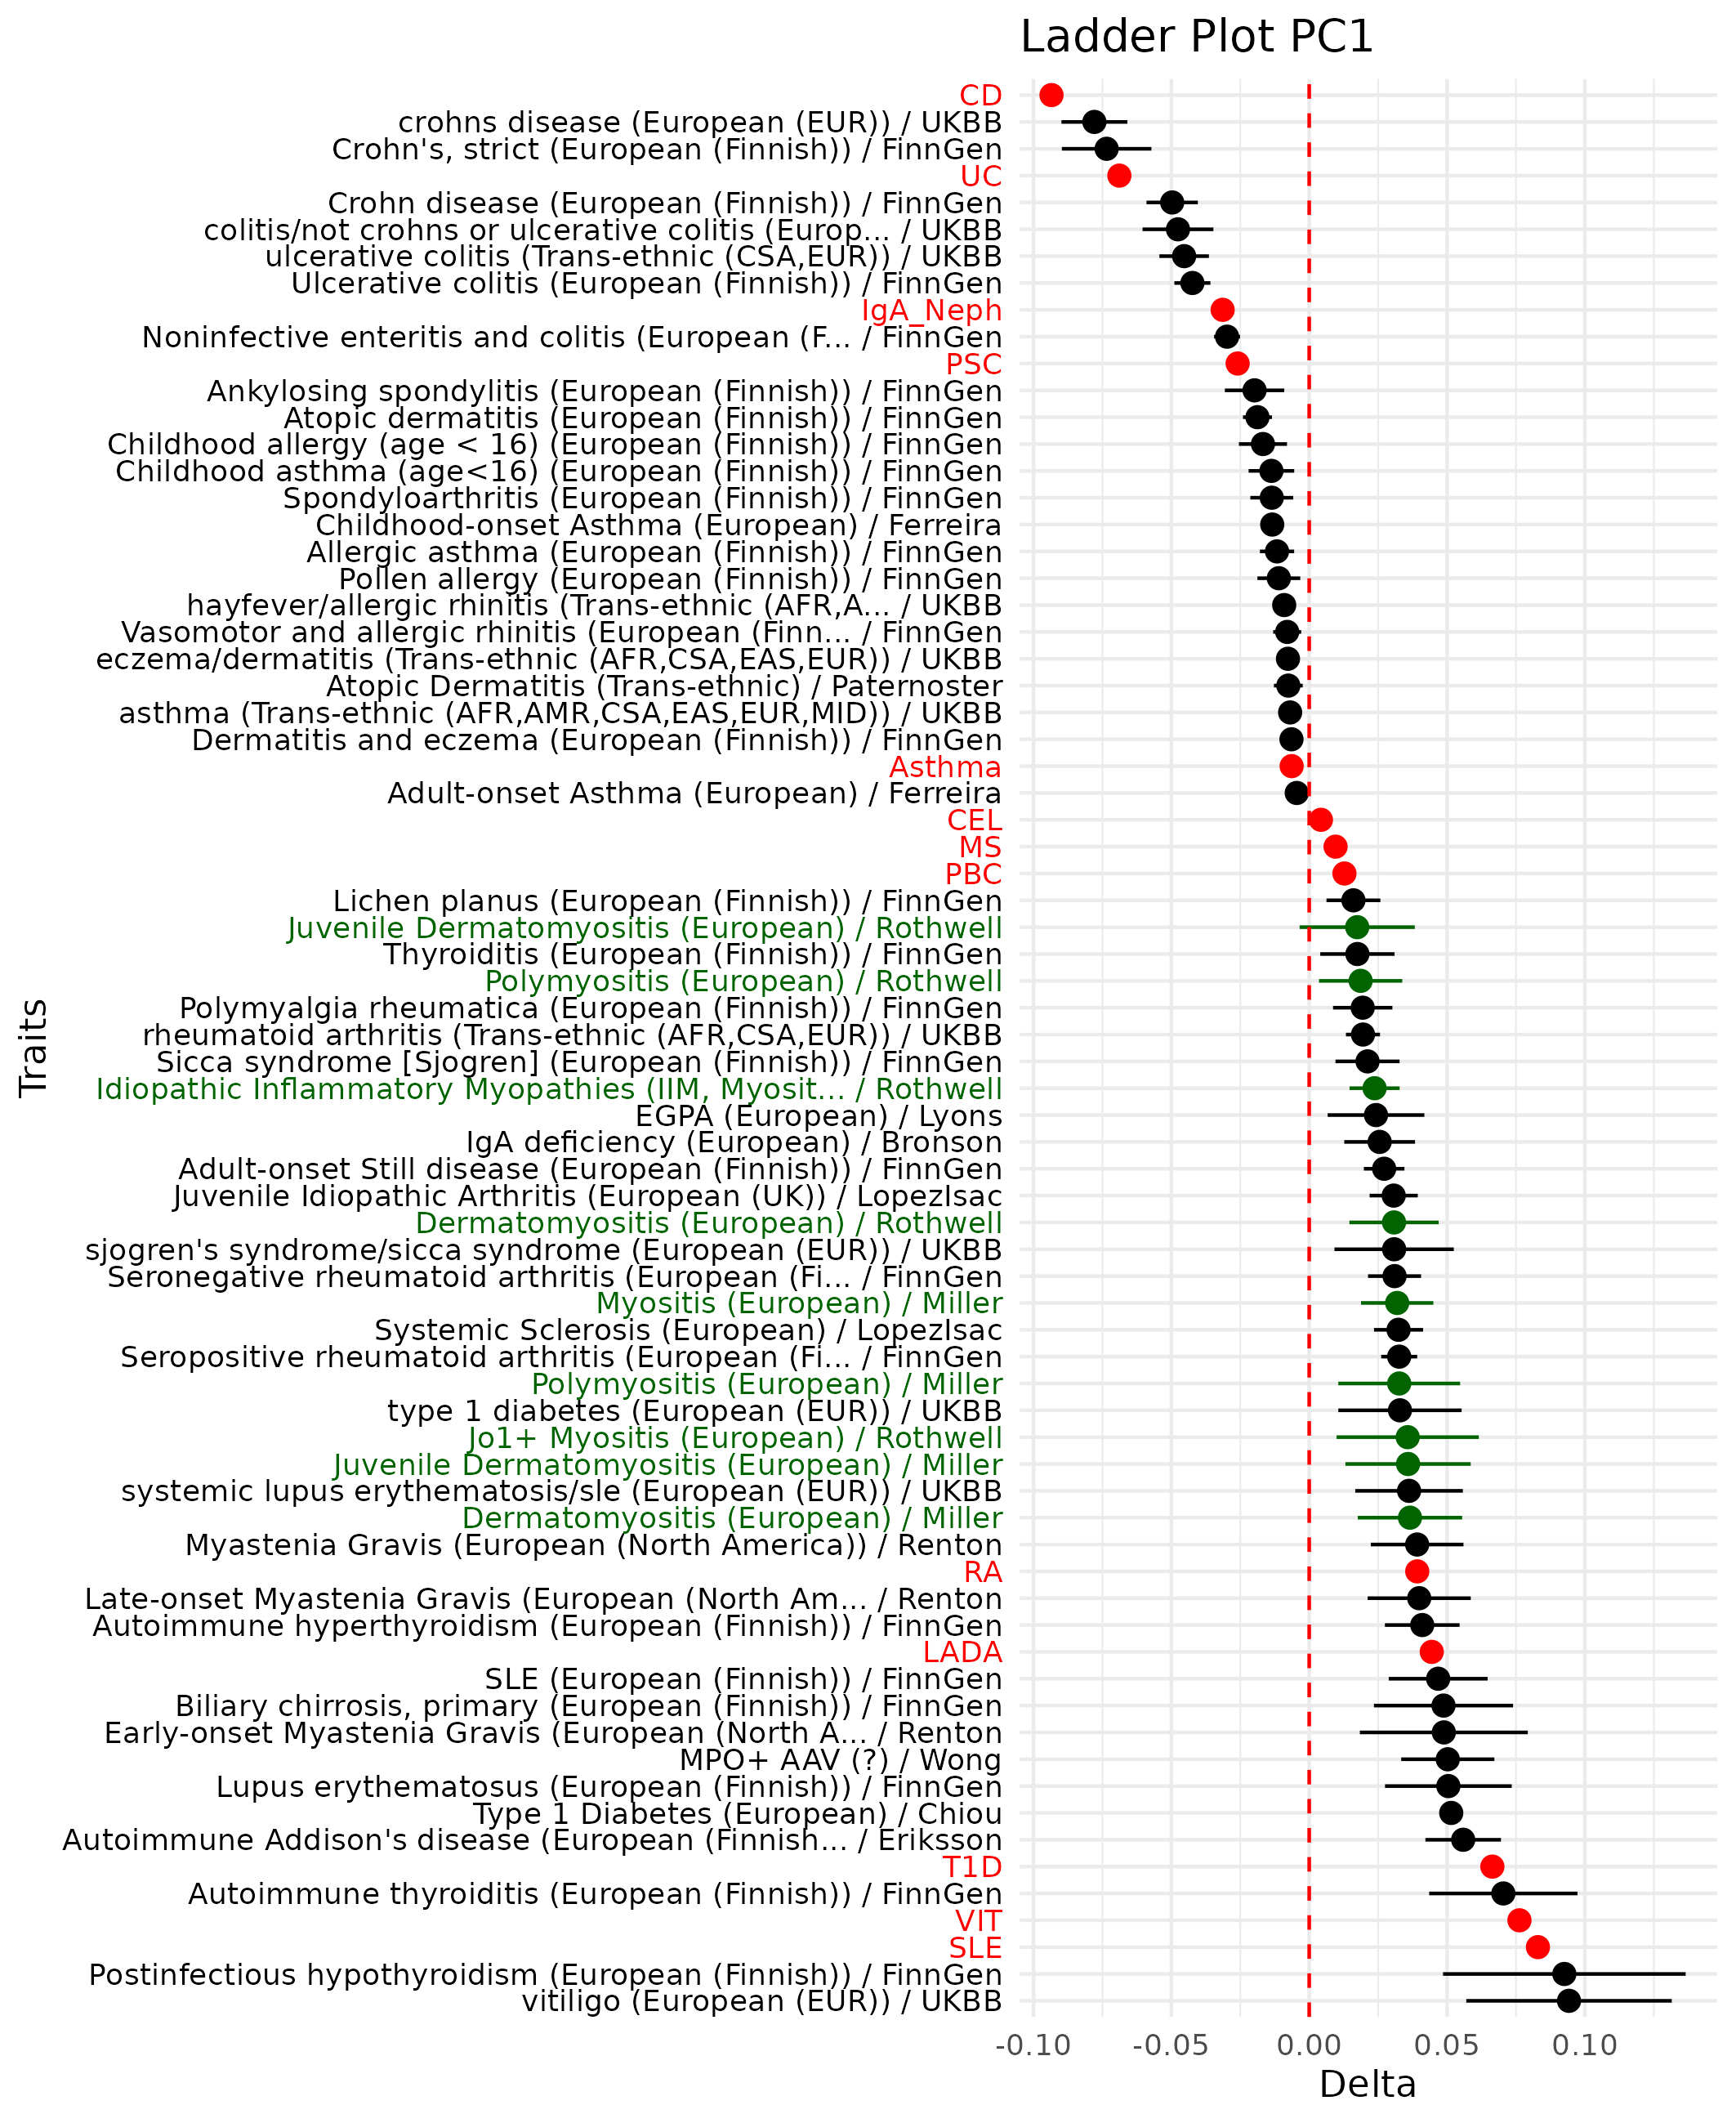 Ladder Plot PC1
CD
crohns disease (European (EUR)) / UKBB
Crohn's, strict (European (Finnish)) / FinnGen
UC
Crohn disease (European (Finnish)) / FinnGen
colitis/not crohns or ulcerative colitis (Europ... / UKBB
ulcerative colitis (Trans-ethnic (CSA,EUR)) / UKBB
Ulcerative colitis (European (Finnish)) / FinnGen
IgA_Neph
Noninfective enteritis and colitis (European (F... / FinnGen
PSC
Ankylosing spondylitis (European (Finnish)) / FinnGen
Atopic dermatitis (European (Finnish)) / FinnGen
Childhood allergy (age < 16) (European (Finnish)) / FinnGen
Childhood asthma (age<16) (European (Finnish)) / FinnGen
Spondyloarthritis (European (Finnish)) / FinnGen
Childhood-onset Asthma (European) / Ferreira
Allergic asthma (European (Finnish)) / FinnGen
Pollen allergy (European (Finnish)) / FinnGen
hayfever/allergic rhinitis (Trans-ethnic (AFR,A... / UKBB
Vasomotor and allergic rhinitis (European (Finn... / FinnGen
eczema/dermatitis (Trans-ethnic (AFR,CSA,EAS,EUR)) / UKBB
Atopic Dermatitis (Trans-ethnic) / Paternoster
asthma (Trans-ethnic (AFR,AMR,CSA,EAS,EUR,MID)) / UKBB
Dermatitis and eczema (European (Finnish)) / FinnGen
Asthma
Adult-onset Asthma (European) / Ferreira
CEL
MS
PBC
Lichen planus (European (Finnish)) / FinnGen
Juvenile Dermatomyositis (European) / Rothwell
Thyroiditis (European (Finnish)) / FinnGen
Polymyositis (European) / Rothwell
Polymyalgia rheumatica (European (Finnish)) / FinnGen
rheumatoid arthritis (Trans-ethnic (AFR,CSA,EUR)) / UKBB
Sicca syndrome [Sjogren] (European (Finnish)) / FinnGen
Idiopathic Inflammatory Myopathies (IIM, Myosit... / Rothwell
EGPA (European) / Lyons
IgA deficiency (European) / Bronson
Adult-onset Still disease (European (Finnish)) / FinnGen
Juvenile Idiopathic Arthritis (European (UK)) / LopezIsac
Dermatomyositis (European) / Rothwell
sjogren's syndrome/sicca syndrome (European (EUR)) / UKBB
Seronegative rheumatoid arthritis (European (Fi... / FinnGen
Myositis (European) / Miller
Systemic Sclerosis (European) / LopezIsac
Seropositive rheumatoid arthritis (European (Fi... / FinnGen
Polymyositis (European) / Miller
type 1 diabetes (European (EUR)) / UKBB
Jo1+ Myositis (European) / Rothwell
Juvenile Dermatomyositis (European) / Miller
systemic lupus erythematosis/sle (European (EUR)) / UKBB
Dermatomyositis (European) / Miller
Myastenia Gravis (European (North America)) / Renton
RA
Late-onset Myastenia Gravis (European (North Am... / Renton
Autoimmune hyperthyroidism (European (Finnish)) / FinnGen
LADA
SLE (European (Finnish)) / FinnGen
Biliary chirrosis, primary (European (Finnish)) / FinnGen
Early-onset Myastenia Gravis (European (North A... / Renton
MPO+ AAV (?) / Wong
Lupus erythematosus (European (Finnish)) / FinnGen
Type 1 Diabetes (European) / Chiou
Autoimmune Addison's disease (European (Finnish... / Eriksson
T1D
Autoimmune thyroiditis (European (Finnish)) / FinnGen
VIT
SLE
Postinfectious hypothyroidism (European (Finnish)) / FinnGen
vitiligo (European (EUR)) / UKBB
Traits
-0.10 -0.05 0.00 0.05 0.10
Delta